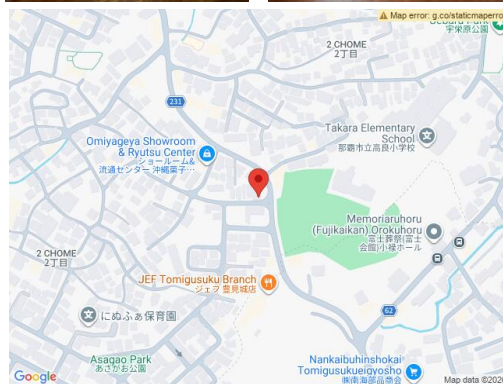 Map error: g.co/staticmaperro
宇栄原公園
2 CHOME
2丁目
231
Takara Elementary
School
那覇市立高良小学校
Omiyageya Showroom
& Ryutsu Center
ショールーム&
流通センター 沖縄菓子…
Memoriaruhoru
(Fujikaikan) Orokuhoru
富士葬祭(富士
会館)小禄ホール
2 CHOME
2丁目
JEF Tomigusuku Branch
ジェフ 豊見城店
62
にぬふぁ保育園
Asagao Park
あさがお公園
Nankaibuhinshokai
Tomigusukueigyosho
㈱南海部品商会
Google
Map data ©2025